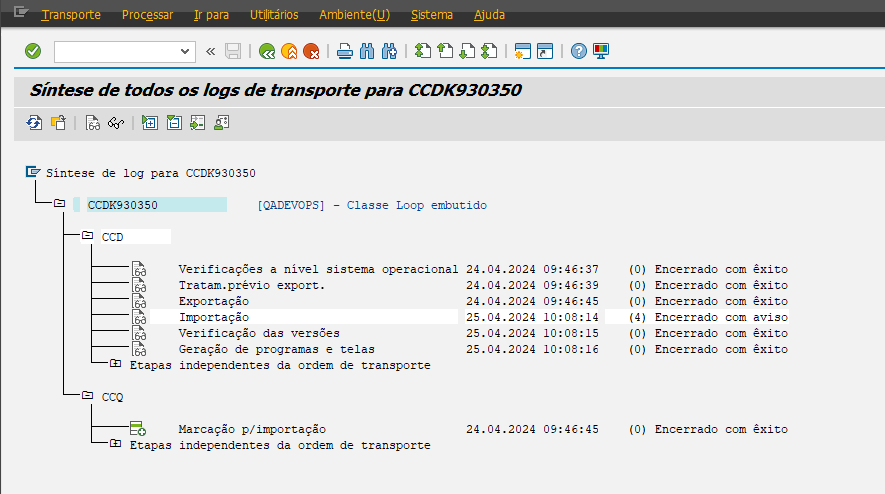 Transporte Processar Ir para Utilitários Ambiente(U) Sistema Ajuda
Síntese de todos os logs de transporte para CCDK930350
Síntese de log para CCDK930350
CCDK930350 [QADEVOPS] - Classe Loop embutido
CCD
Verificações a nível sistema operacional 24.04.2024 09:46:37 (0) Encerrado com êxito
Tratam.prévio export. 24.04.2024 09:46:39 (0) Encerrado com êxito
Exportação 24.04.2024 09:46:45 (0) Encerrado com êxito
Importação 25.04.2024 10:08:14 (4) Encerrado com aviso
Verificação das versões 25.04.2024 10:08:15 (0) Encerrado com êxito
Geração de programas e telas 25.04.2024 10:08:16 (0) Encerrado com êxito
Etapas independentes da ordem de transporte
CCQ
Marcação p/importação 24.04.2024 09:46:45 (0) Encerrado com êxito
Etapas independentes da ordem de transporte